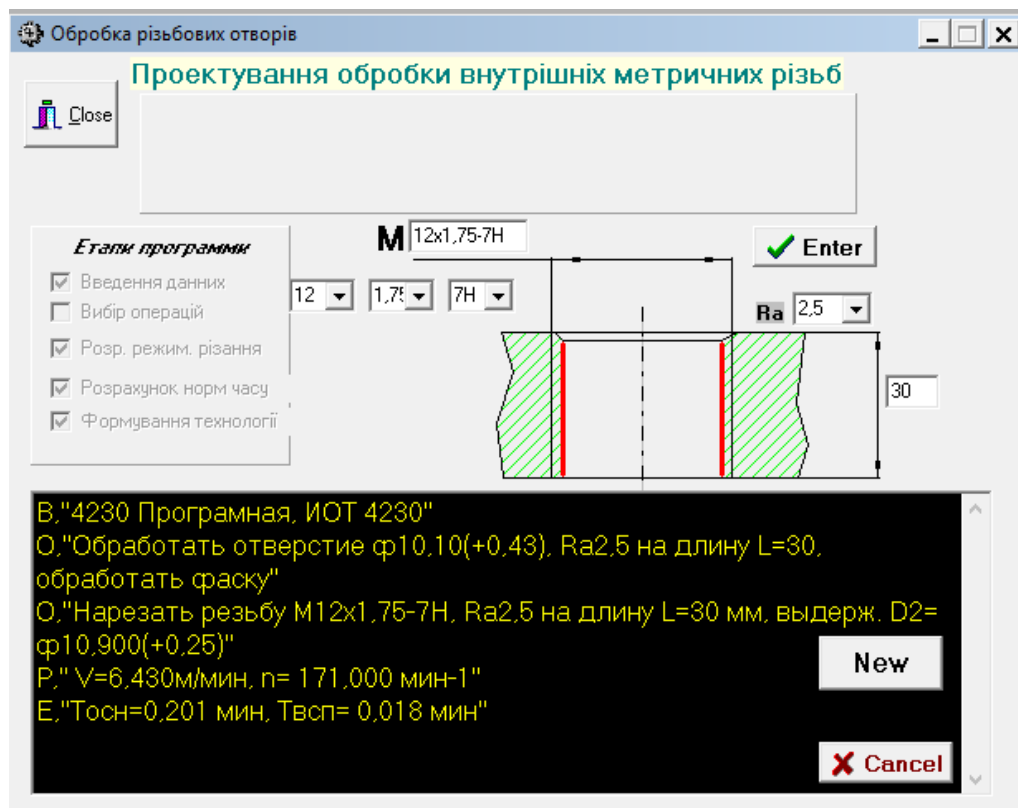 Обробка різьбових отворів
Проектування обробки внутрішніх метричних різьб
Close
Етапи программи
Введення данних
Вибір операцій
Розр. режим. різання
Розрахунок норм часу
Формування технології
М 12x1,75-7H
12 1,75 7H
Enter
Ra 2,5
30
В,"4230 Програмная, ИОТ 4230"
О,"Обработать отверстие ф10,10(+0,43), Ra2,5 на длину L=30,
обработать фаску"
О,"Нарезать резьбу М12x1,75-7H, Ra2,5 на длину L=30 мм, выдерж. D2=
ф10,900(+0,25)"
Р," V=6,430м/мин, n= 171,000 мин-1"
Е,"Тосн=0,201 мин, Твсп= 0,018 мин"
New
Cancel